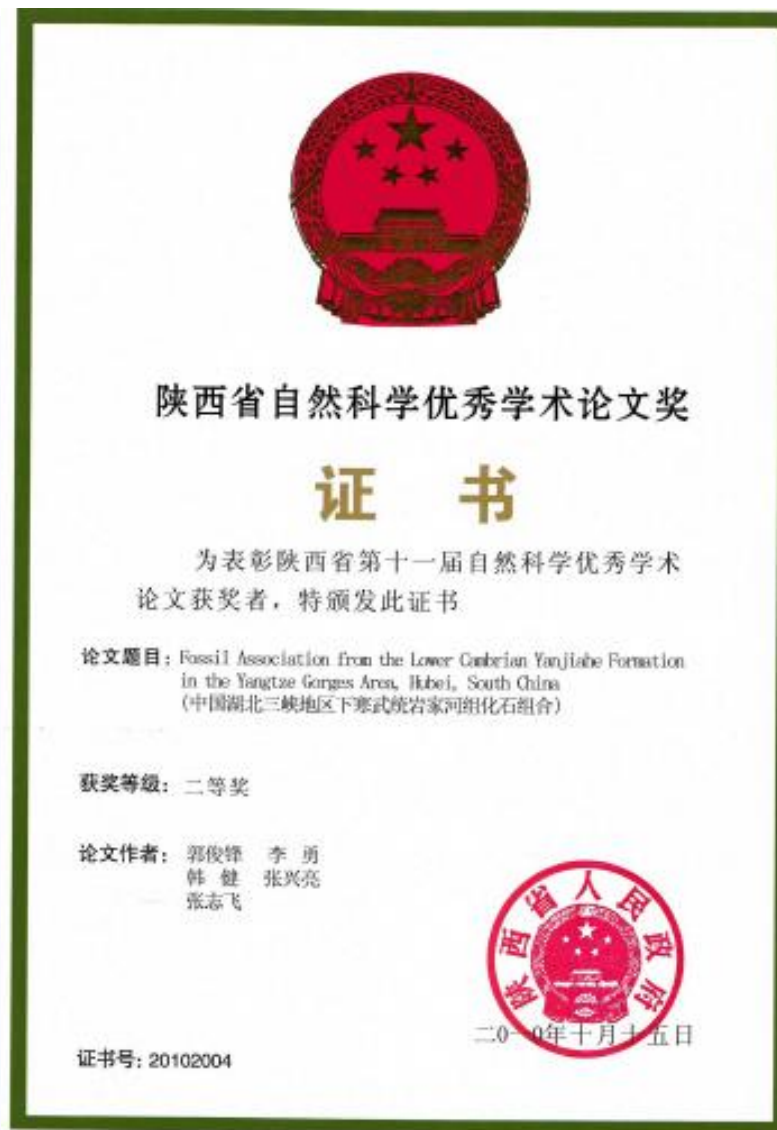 陕西省自然科学优秀学术论文奖
证 书
为表彰陕西省第十一届自然科学优秀学术
论文获奖者，特颁发此证书
论文题目：Fossil Association from the Lower Cambrian Yanjiahe Formation
in the Yangtze Gorges Area, Hubei, South China
(中国湖北三峡地区下寒武统岩家河组化石组合)
获奖等级：二等奖
论文作者：郭俊锋 李 勇
韩 健 张兴亮
张志飞
陕西省人民政府
二〇一〇年十月十五日
证书号：20102004